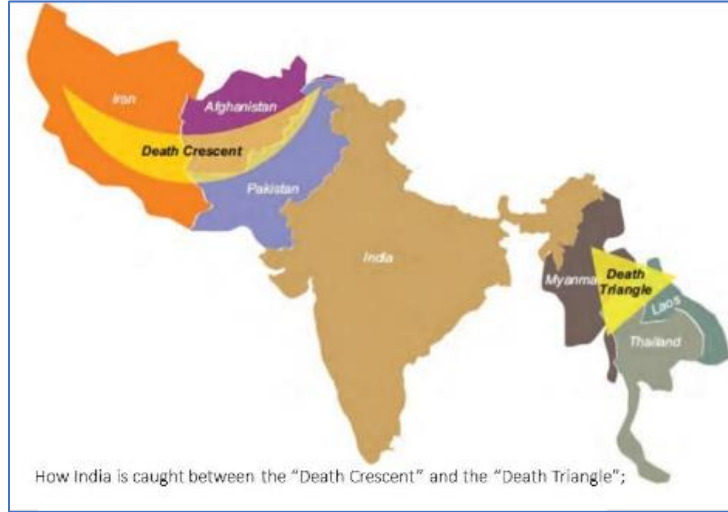 Iran
Afghanistan
Death Crescent
Pakistan
India
Myanma
Death
Triangle
Laos
Thailand
How India is caught between the "Death Crescent" and the "Death Triangle";